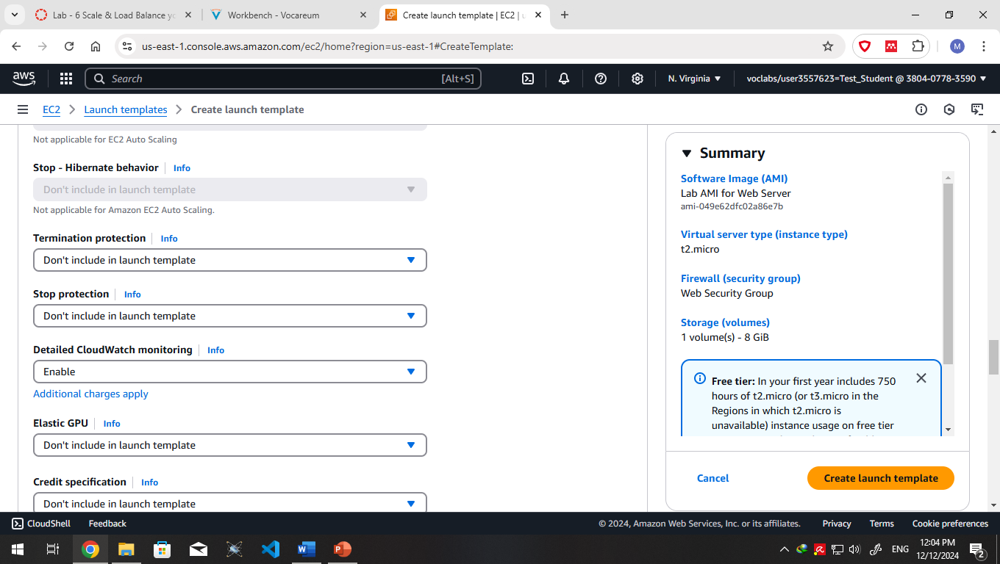 Lab - 6 Scale & Load Balance yo
Workbench - Vocareum
Create launch template | EC2 | u
us-east-1.console.aws.amazon.com/ec2/home?region=us-east-1#CreateTemplate:
M
aws
Search
[Alt+S]
N. Virginia
voclabs/user3557623=Test_Student @ 3804-0778-3590
EC2
Launch templates
Create launch template
Not applicable for EC2 Auto Scaling
Stop - Hibernate behavior
Info
Don't include in launch template
Not applicable for Amazon EC2 Auto Scaling.
Termination protection
Info
Don't include in launch template
Stop protection
Info
Don't include in launch template
Detailed CloudWatch monitoring
Info
Enable
Additional charges apply
Elastic GPU
Info
Don't include in launch template
Credit specification
Info
Don't include in launch template
Summary
Software Image (AMI)
Lab AMI for Web Server
ami-049e62dfc02a86e7b
Virtual server type (instance type)
t2.micro
Firewall (security group)
Web Security Group
Storage (volumes)
1 volume(s) - 8 GiB
Free tier: In your first year includes 750
hours of t2.micro (or t3.micro in the
Regions in which t2.micro is
unavailable) instance usage on free tier
Cancel
Create launch template
CloudShell
Feedback
© 2024, Amazon Web Services, Inc. or its affiliates.
Privacy
Terms
Cookie preferences
ENG
12:04 PM
12/12/2024
2